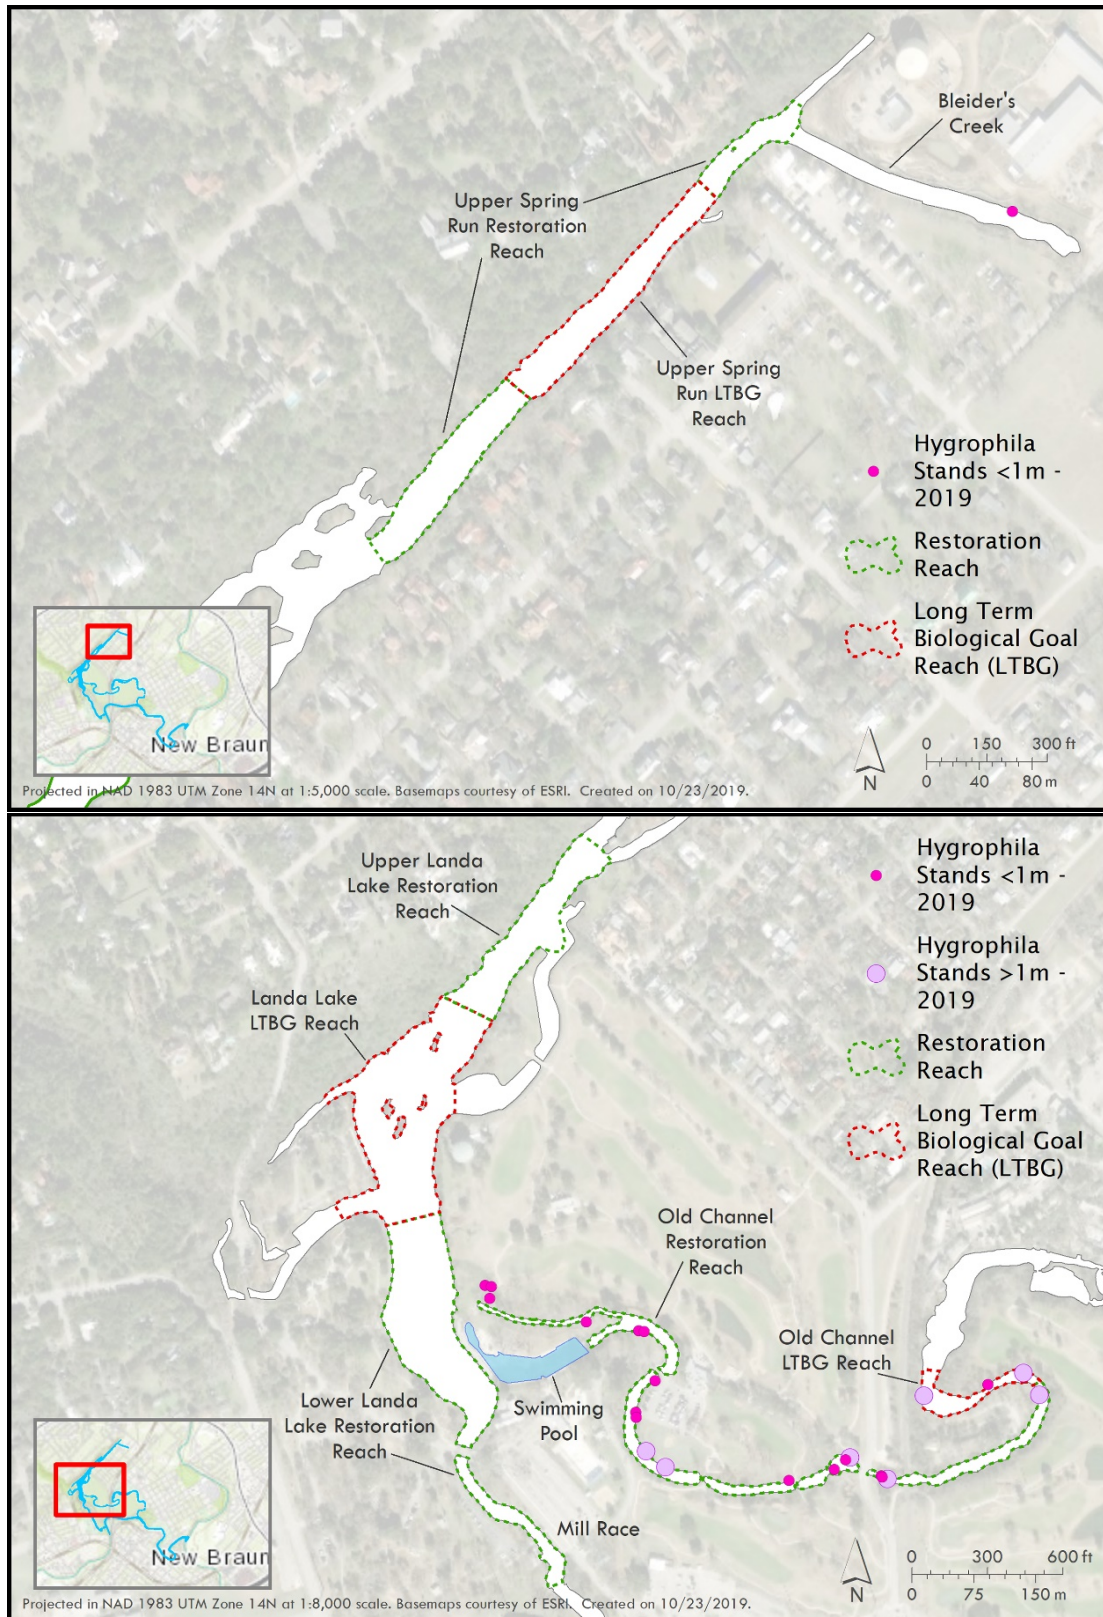 Bleider's
Creek
Upper Spring
Run Restoration
Reach
Upper Spring
Run LTBG
Reach
Hygrophila
Stands <1m -
2019
Restoration
Reach
Long Term
Biological Goal
Reach (LTBG)
New Braun
N
0 150 300 ft
0 40 80 m
Projected in NAD 1983 UTM Zone 14N at 1:5,000 scale. Basemaps courtesy of ESRI. Created on 10/23/2019.
Upper Landa
Lake Restoration
Reach
Landa Lake
LTBG Reach
Hygrophila
Stands <1m -
2019
Hygrophila
Stands >1m -
2019
Restoration
Reach
Long Term
Biological Goal
Reach (LTBG)
Old Channel
Restoration
Reach
Old Channel
LTBG Reach
Lower Landa
Lake Restoration
Reach
Swimming
Pool
Mill Race
New Braun
N
0 300 600 ft
0 75 150 m
Projected in NAD 1983 UTM Zone 14N at 1:8,000 scale. Basemaps courtesy of ESRI. Created on 10/23/2019.